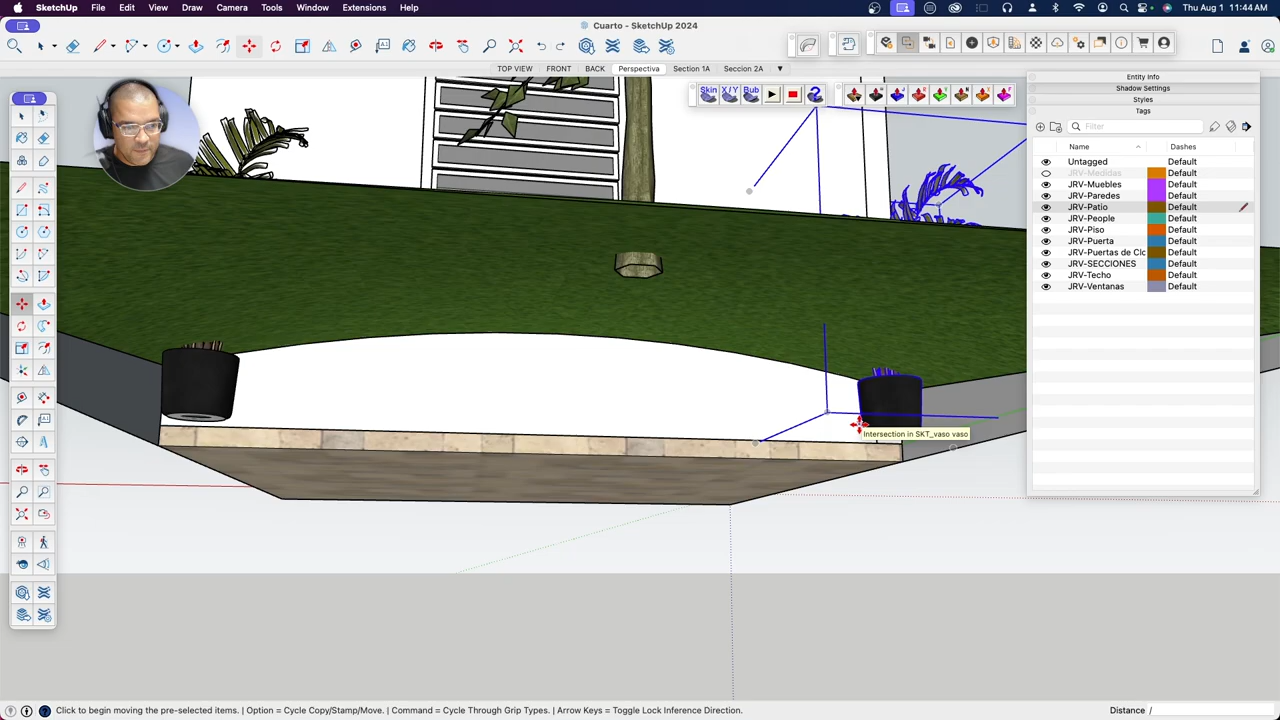 SketchUp File Edit View Camera Draw Tools Window Extensions Help
Thu Aug 1 11:44 AM
Cuarto - SketchUp 2024
TOP VIEW FRONT BACK Perspectiva Section 1A Seccion 2A
Skin X/Y Bub
Entity Info
Shadow Settings
Styles
Tags
Filter
Name Dashes
Untagged Default
JRV-Medidas Default
JRV-Muebles Default
JRV-Paredes Default
JRV-Patio Default
JRV-People Default
JRV-Piso Default
JRV-Puerta Default
JRV-Puertas de Clo Default
JRV-SECCIONES Default
JRV-Techo Default
JRV-Ventanas Default
Intersection in SKT_vaso vaso
Click to begin moving the pre-selected items. | Option = Cycle Copy/Stamp/Move. | Command = Cycle Through Grip Types. | Arrow Keys = Toggle Lock Inference Direction.
Distance /